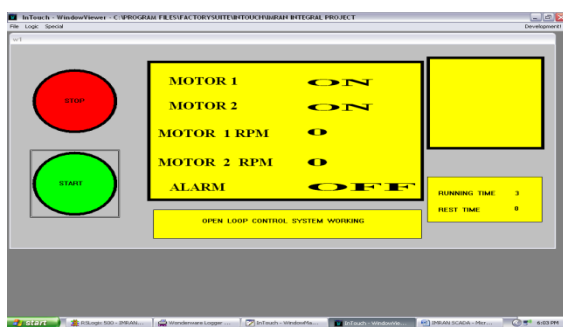 InTouch - WindowViewer - C:\PROGRAM FILES\FACTORYSUITE\INTOUCH\IMRAN INTEGRAL PROJECT
File Logic Special Development!
STOP
START
MOTOR 1 ON
MOTOR 2 ON
MOTOR 1 RPM 0
MOTOR 2 RPM 0
ALARM OFF
OPEN LOOP CONTROL SYSTEM WORKING
RUNNING TIME 3
REST TIME 0
start RSLogix 500 - IMRAN... Wonderware Logger ... InTouch - WindowMa... InTouch - WindowVie... IMRAN SCADA - Micr... 6:03 PM